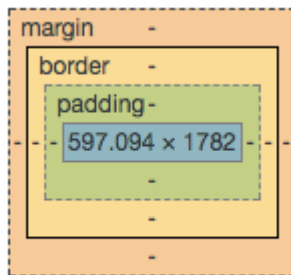 margin -
border -
padding -
- - - 597.094 × 1782 - - -
-
-
-